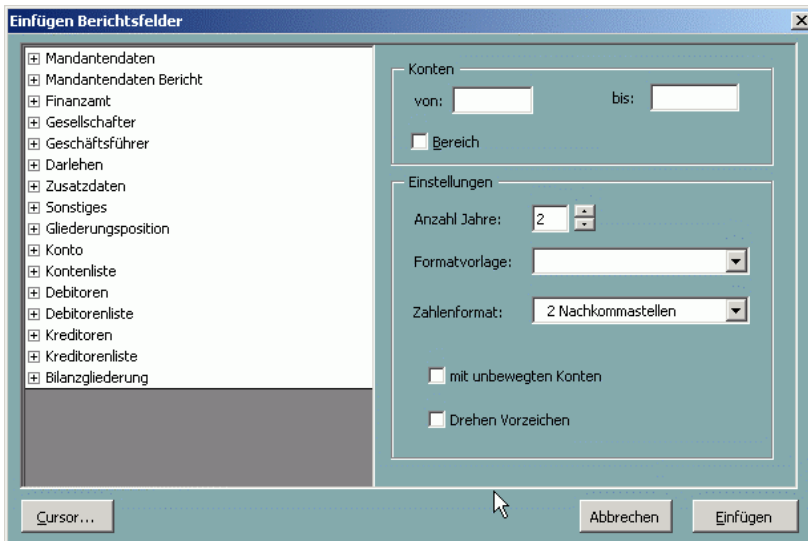 Einfügen Berichtsfelder
Mandantendaten
Mandantendaten Bericht
Finanzamt
Gesellschafter
Geschäftsführer
Darlehen
Zusatzdaten
Sonstiges
Gliederungsposition
Konto
Kontenliste
Debitoren
Debitorenliste
Kreditoren
Kreditorenliste
Bilanzgliederung
Konten
von: bis:
Bereich
Einstellungen
Anzahl Jahre: 2
Formatvorlage:
Zahlenformat: 2 Nachkommastellen
mit unbewegten Konten
Drehen Vorzeichen
Cursor... Abbrechen Einfügen